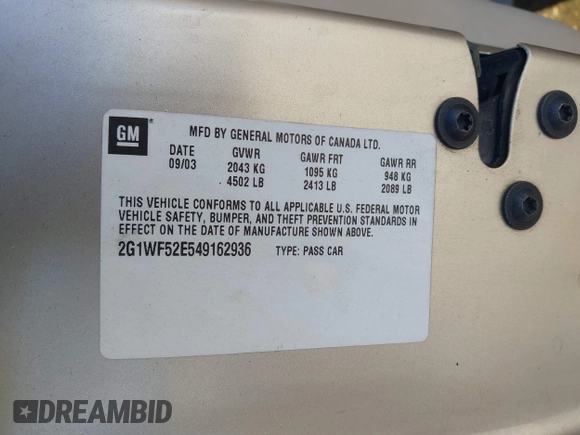 GM
MFD BY GENERAL MOTORS OF CANADA LTD.
DATE GVWR GAWR FRT GAWR RR
09/03 2043 KG 1095 KG 948 KG
4502 LB 2413 LB 2089 LB
THIS VEHICLE CONFORMS TO ALL APPLICABLE U.S. FEDERAL MOTOR
VEHICLE SAFETY, BUMPER, AND THEFT PREVENTION STANDARDS IN
EFFECT ON THE DATE OF MANUFACTURE SHOWN ABOVE.
2G1WF52E549162936 TYPE: PASS CAR
DREAMBID